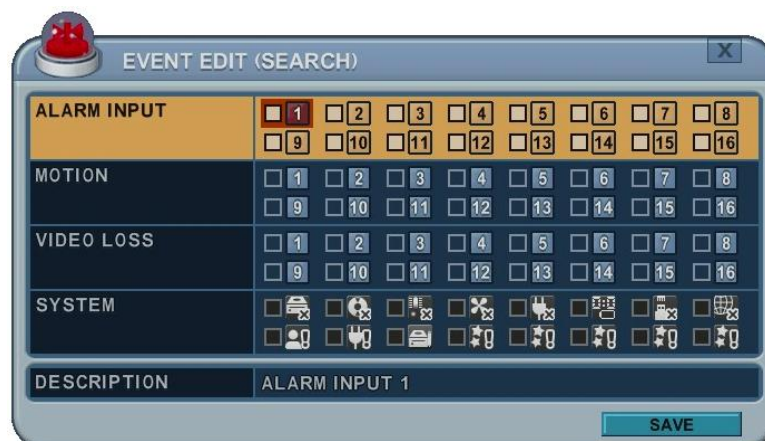 EVENT EDIT (SEARCH)
X
ALARM INPUT
1 2 3 4 5 6 7 8
9 10 11 12 13 14 15 16
MOTION
1 2 3 4 5 6 7 8
9 10 11 12 13 14 15 16
VIDEO LOSS
1 2 3 4 5 6 7 8
9 10 11 12 13 14 15 16
SYSTEM
DESCRIPTION
ALARM INPUT 1
SAVE